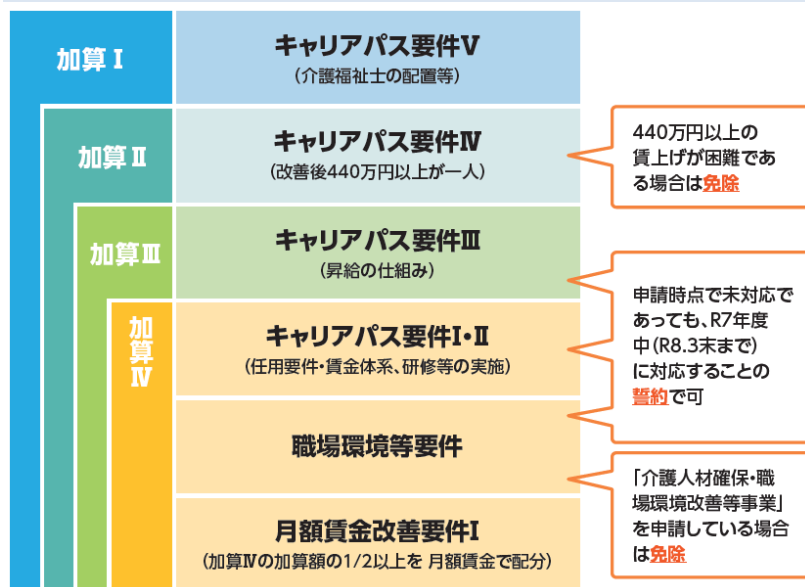 加算Ⅰ
キャリアパス要件Ⅴ
(介護福祉士の配置等)
加算Ⅱ
キャリアパス要件Ⅳ
(改善後440万円以上が一人)
440万円以上の
賃上げが困難であ
る場合は免除
加算Ⅲ
キャリアパス要件Ⅲ
(昇給の仕組み)
加算Ⅳ
キャリアパス要件Ⅰ・Ⅱ
(任用要件・賃金体系、研修等の実施)
申請時点で未対応で
あっても、R7年度
中(R8.3末まで)
に対応することの
誓約で可
職場環境等要件
「介護人材確保・職
場環境改善等事業」
を申請している場合
は免除
月額賃金改善要件Ⅰ
(加算Ⅳの加算額の1/2以上を 月額賃金で配分)